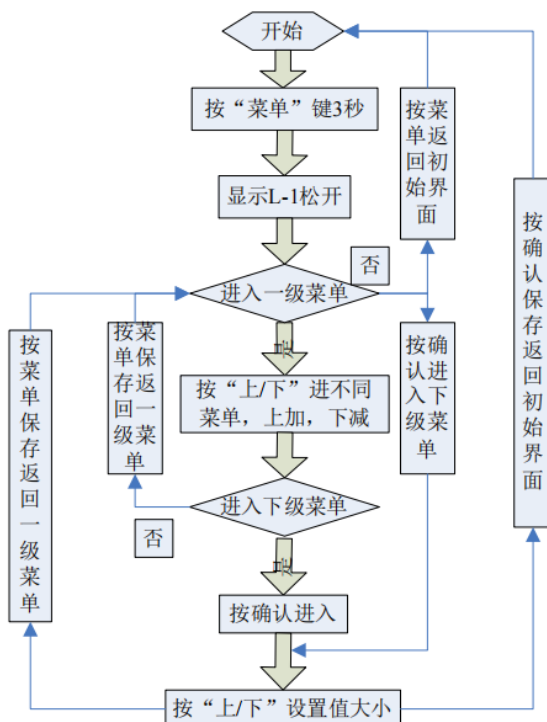 开始
按“菜单”键3秒
显示L-1松开
进入一级菜单
否
是
按“上/下”进不同
菜单，上加，下减
进入下级菜单
否
是
按确认进入
按“上/下”设置值大小
按菜单返回初始界面
按确认进入下级菜单
按确认保存返回初始界面
按菜单保存返回一级菜单
按菜单保存返回一级菜单